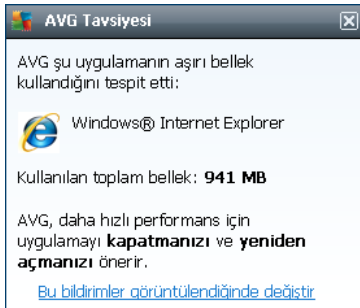 AVG Tavsiyesi
AVG şu uygulamanın aşırı bellek
kullandığını tespit etti:
Windows® Internet Explorer
Kullanılan toplam bellek: 941 MB
AVG, daha hızlı performans için
uygulamayı kapatmanızı ve yeniden
açmanızı önerir.
Bu bildirimler görüntülendiğinde değiştir